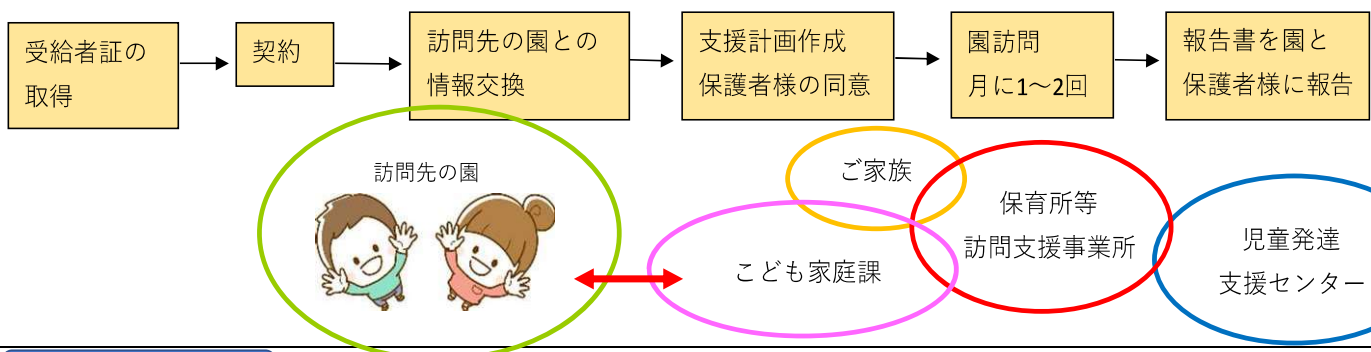 受給者証の
取得
契約
訪問先の園との
情報交換
支援計画作成
保護者様の同意
園訪問
月に1～2回
報告書を園と
保護者様に報告
訪問先の園
ご家族
保育所等
訪問支援事業所
こども家庭課
児童発達
支援センター